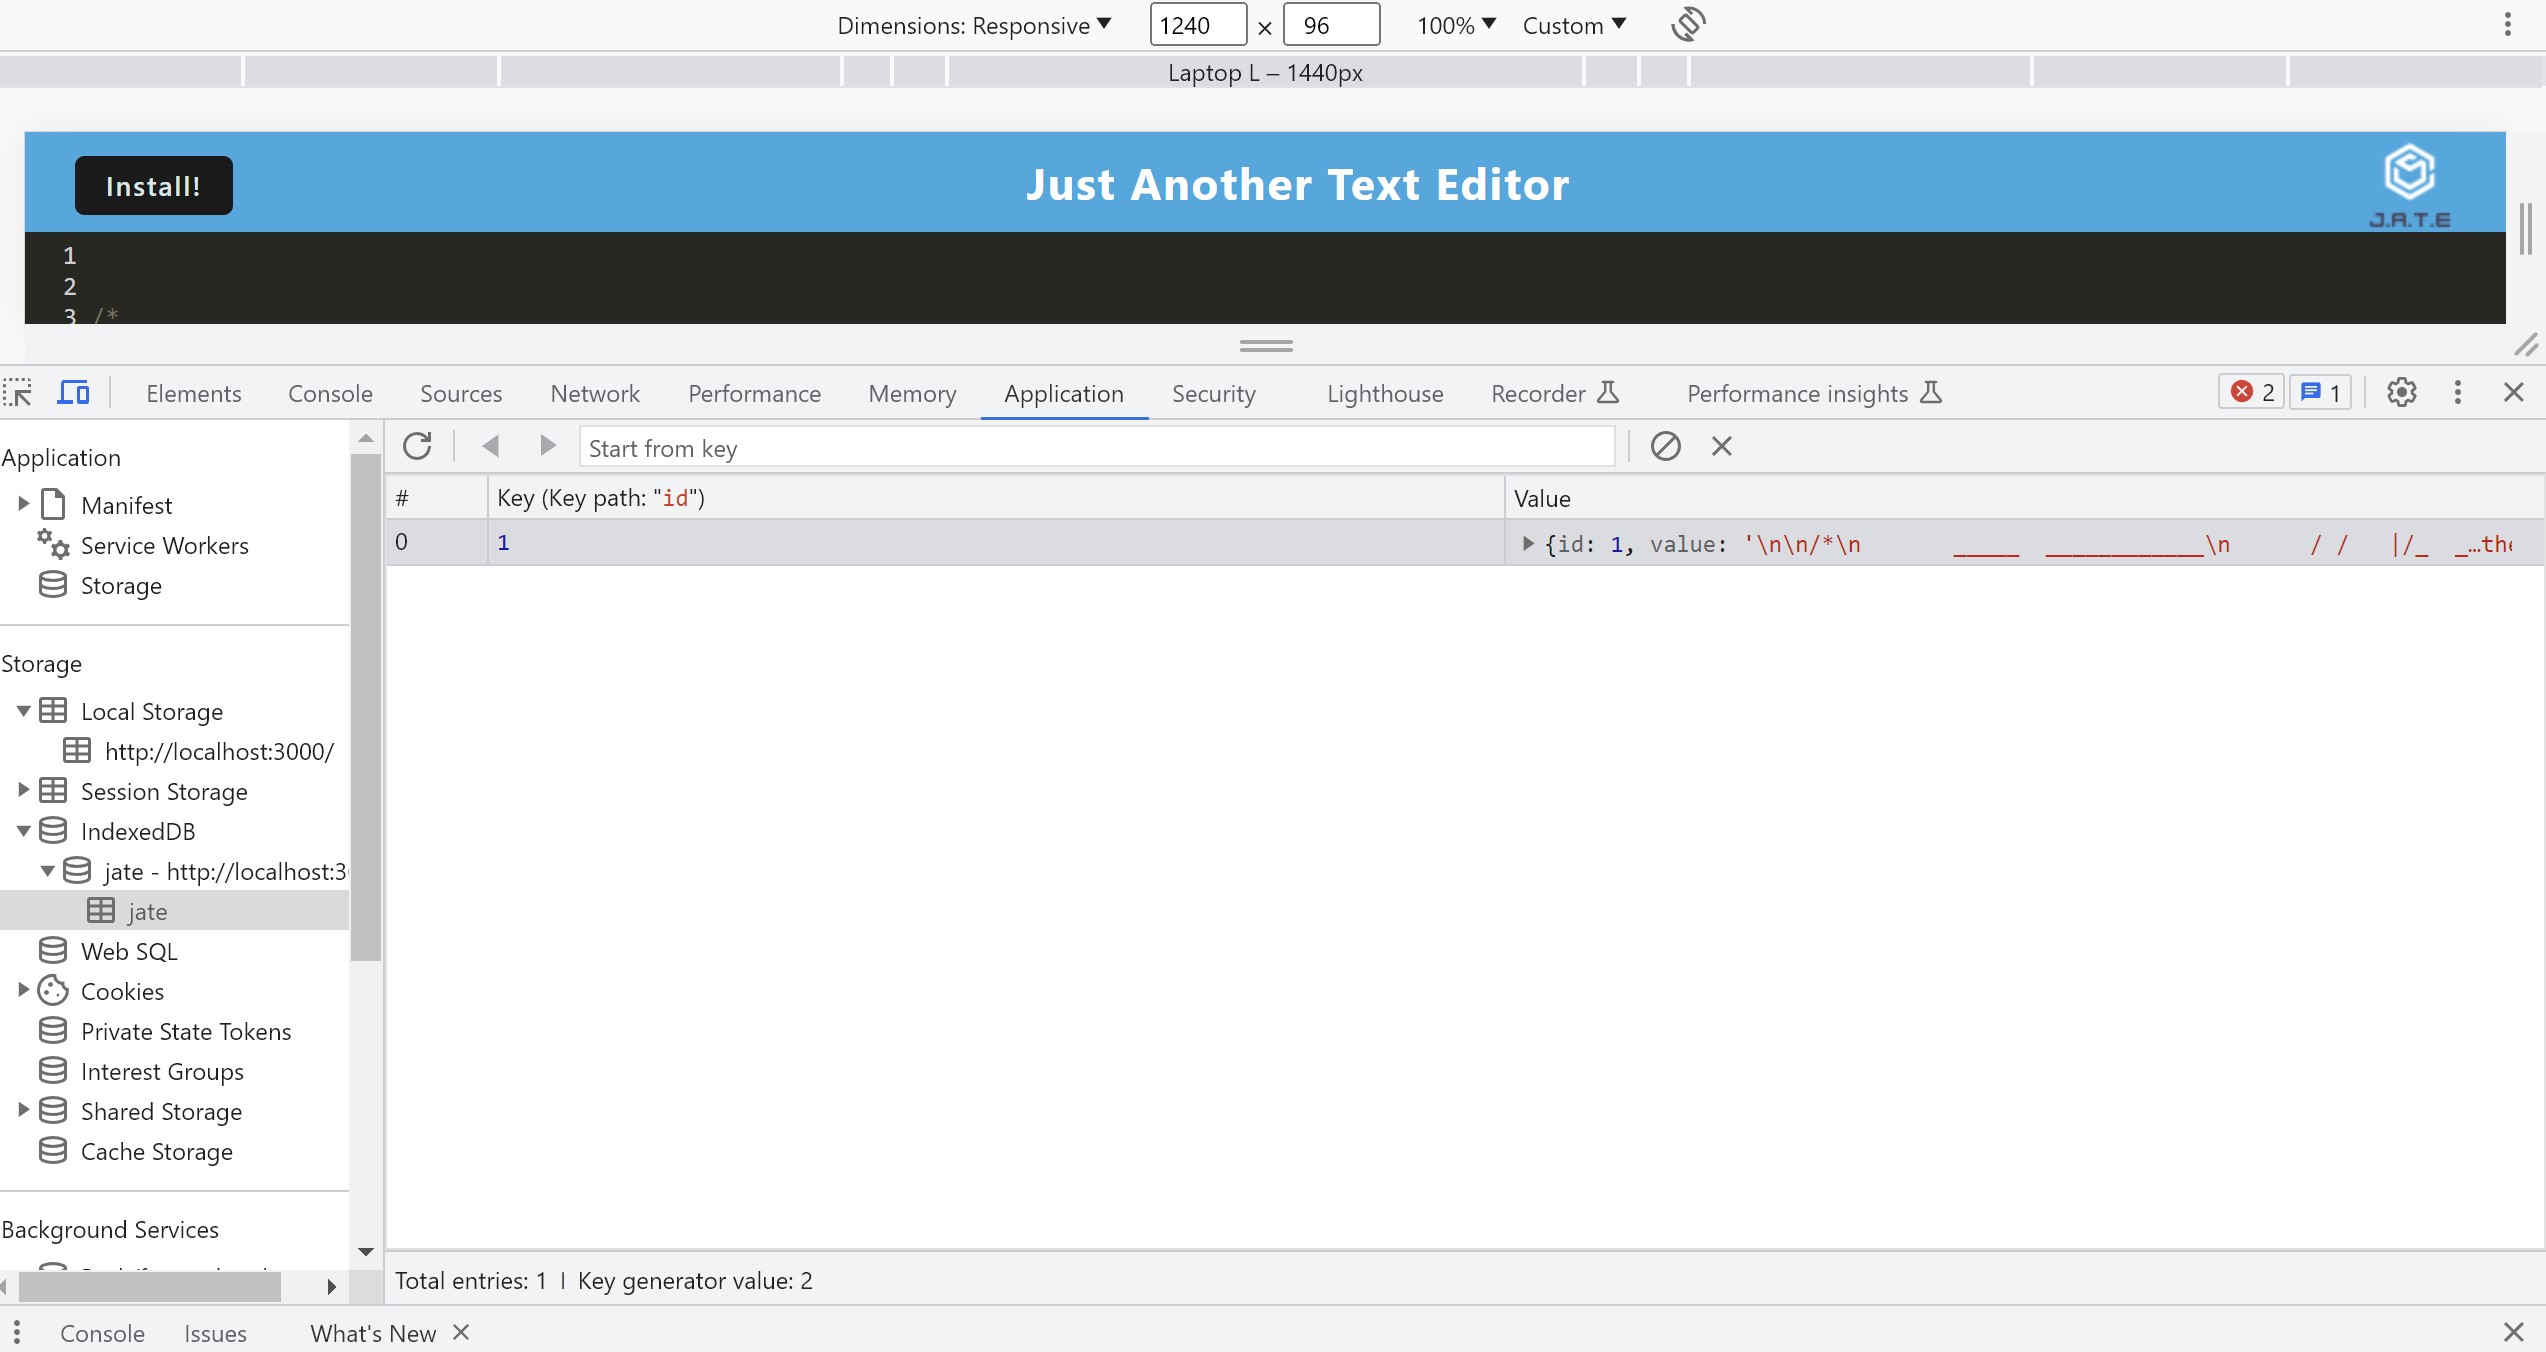 Dimensions: Responsive 1240 × 96 100% Custom
Laptop L – 1440px
Install! Just Another Text Editor J.A.T.E
1
2
3 /*
Elements Console Sources Network Performance Memory Application Security Lighthouse Recorder Performance insights 2 1
Start from key
Application
Manifest
Service Workers
Storage
Storage
Local Storage
http://localhost:3000/
Session Storage
IndexedDB
jate - http://localhost:3
jate
Web SQL
Cookies
Private State Tokens
Interest Groups
Shared Storage
Cache Storage
Background Services
# Key (Key path: "id") Value
0 1 {id: 1, value: '\n\n/*\n       _____  ____________\n      / /   |/_  _…the
Total entries: 1 | Key generator value: 2
Console Issues What's New